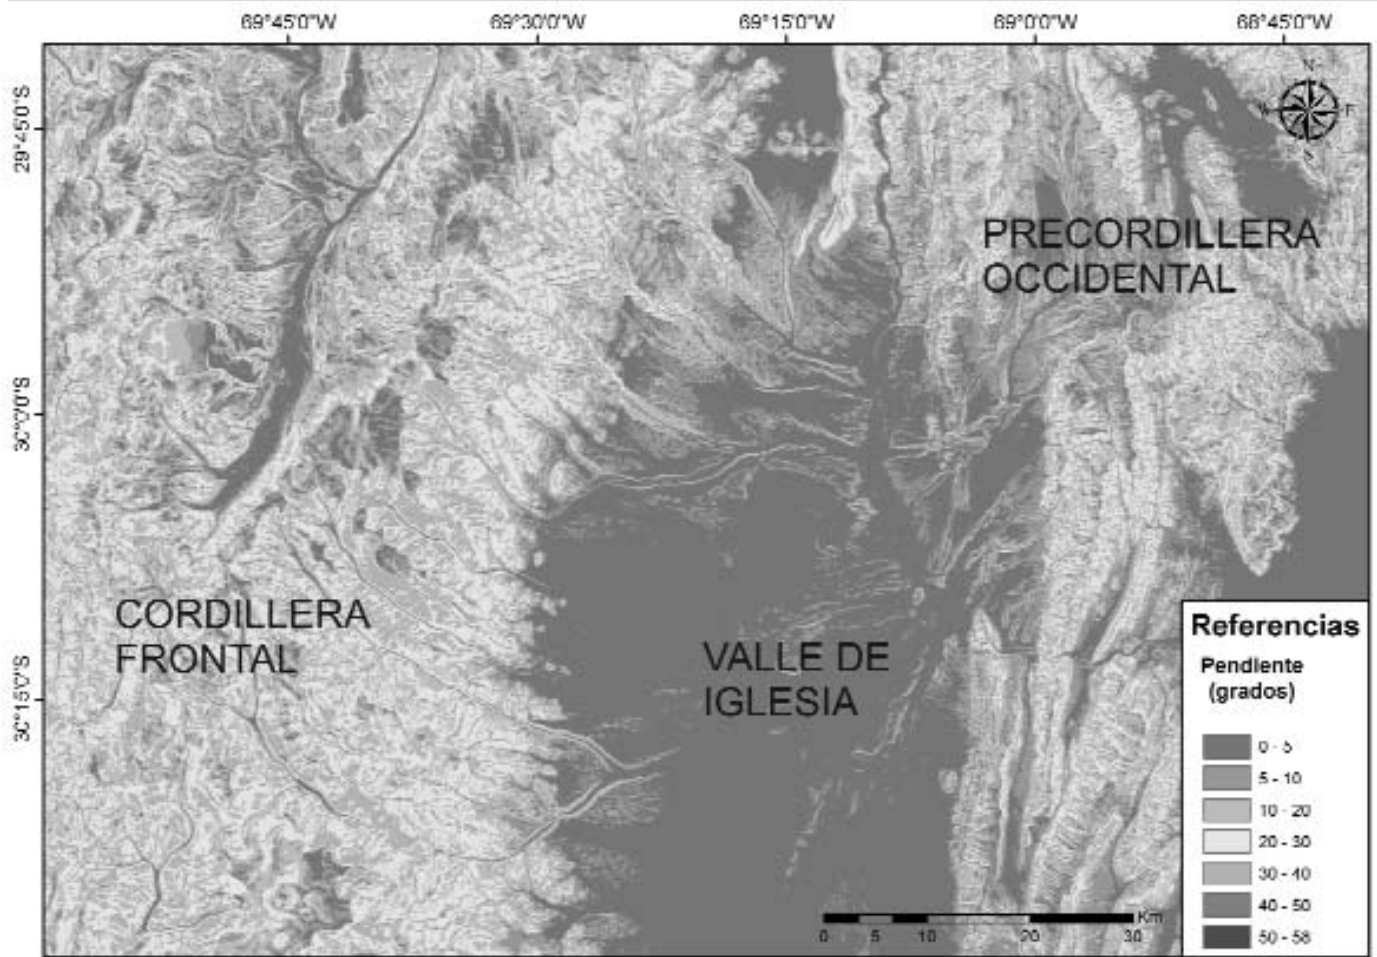 69°45'0"W 69°30'0"W 69°15'0"W 69°0'0"W 68°45'0"W
N
W E
S
29°45'0"S
PRECORDILLERA
OCCIDENTAL
30°0'0"S
CORDILLERA
FRONTAL
VALLE DE
IGLESIA
30°15'0"S
Referencias
Pendiente
(grados)
0 - 5
5 - 10
10 - 20
20 - 30
30 - 40
40 - 50
50 - 58
Km
0 5 10 20 30